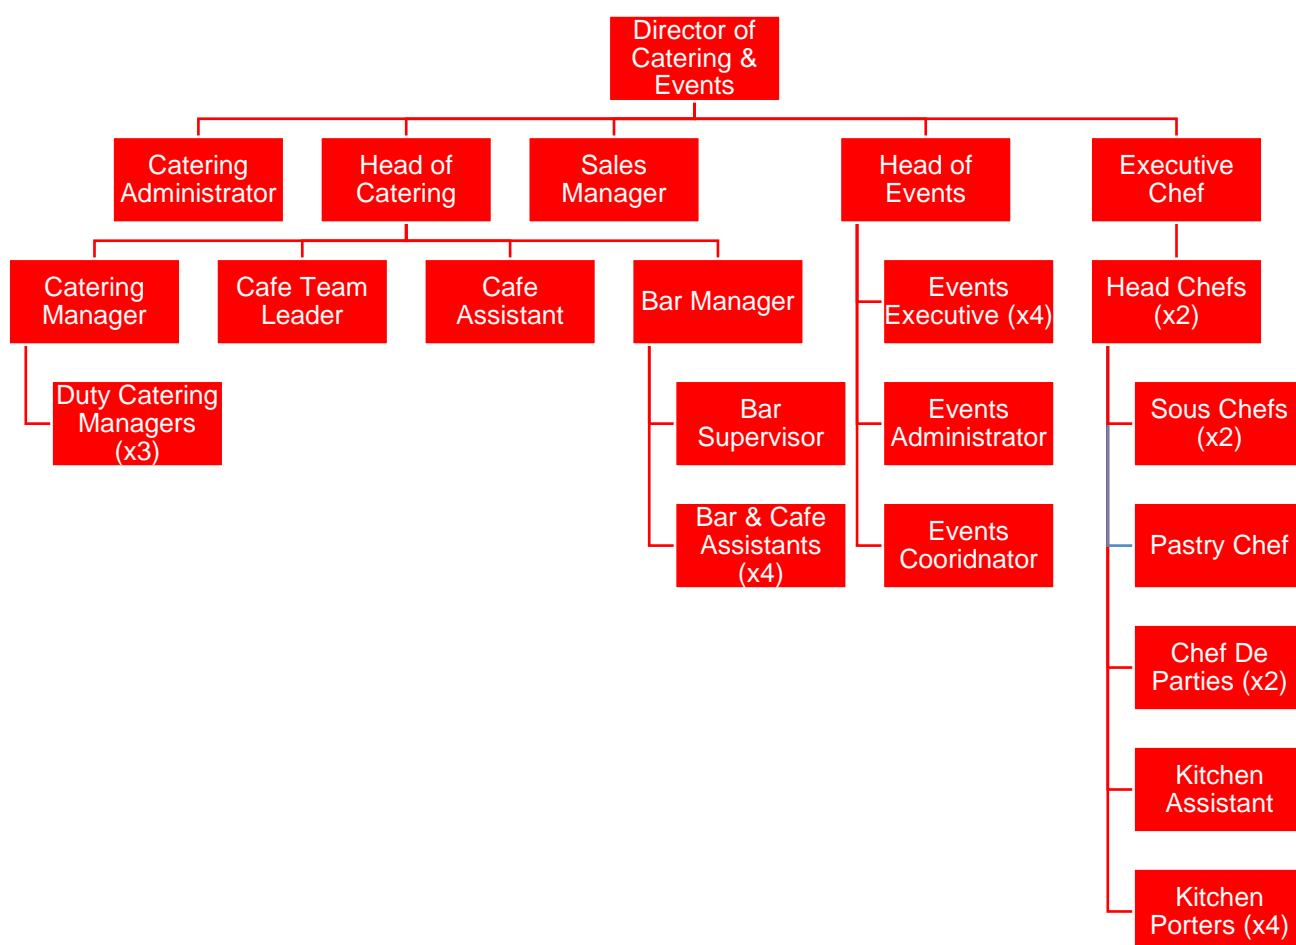 Director of
Catering &
Events
Catering
Administrator
Head of
Catering
Sales
Manager
Head of
Events
Executive
Chef
Catering
Manager
Cafe Team
Leader
Cafe
Assistant
Bar Manager
Events
Executive (x4)
Head Chefs
(x2)
Duty Catering
Managers
(x3)
Bar
Supervisor
Events
Administrator
Sous Chefs
(x2)
Bar & Cafe
Assistants
(x4)
Events
Cooridnator
Pastry Chef
Chef De
Parties (x2)
Kitchen
Assistant
Kitchen
Porters (x4)